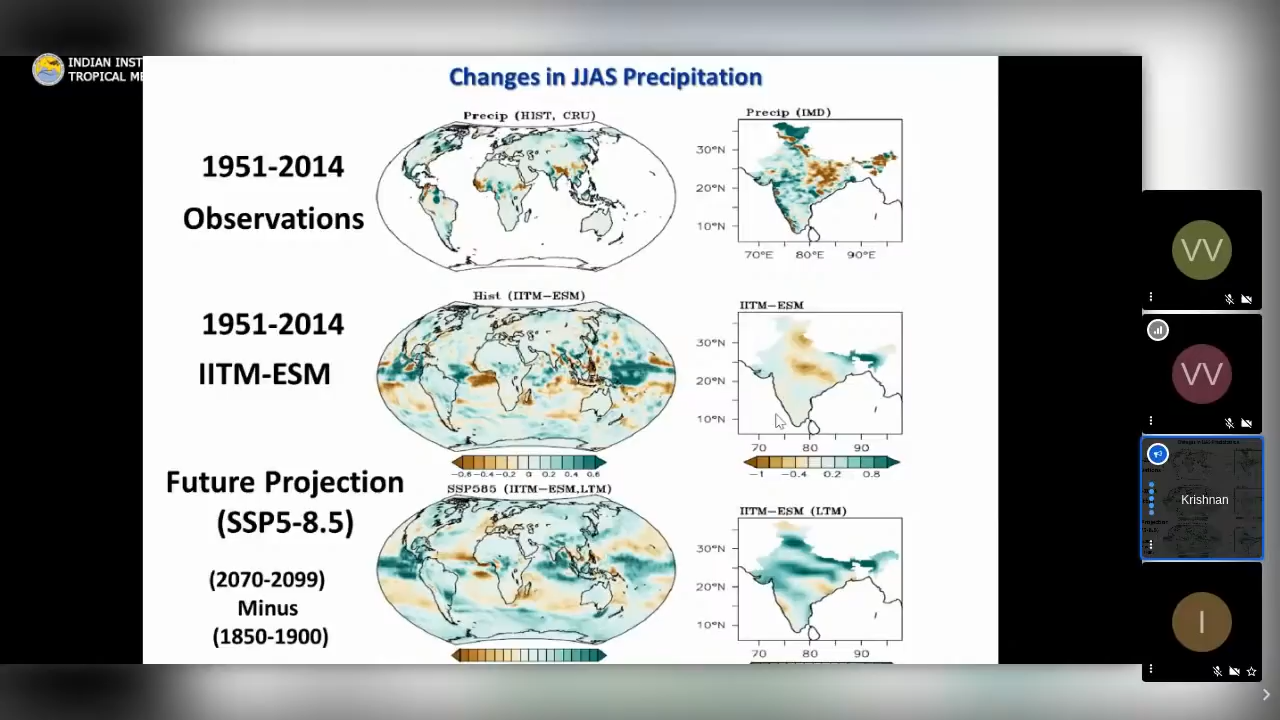 INDIAN INST
TROPICAL ME
Changes in JJAS Precipitation
1951-2014
Observations
Precip (HIST, CRU)
Precip (IMD)
30°N
20°N
10°N
70°E 80°E 90°E
1951-2014
IITM-ESM
Hist (IITM-ESM)
IITM-ESM
30°N
20°N
10°N
70 80 90
-0.6 -0.4 -0.2 0 0.2 0.4 0.6
-1 -0.4 0.2 0.8
Future Projection
(SSP5-8.5)
(2070-2099)
Minus
(1850-1900)
SSP585 (IITM-ESM,LTM)
IITM-ESM (LTM)
30°N
20°N
10°N
70 80 90
VV
VV
Krishnan
I